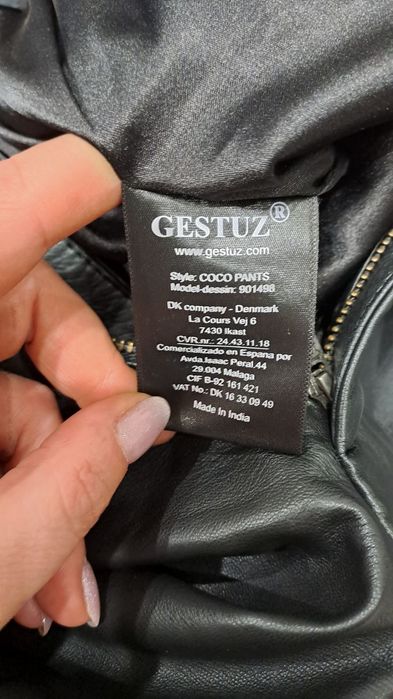 GESTUZ®
www.gestuz.com
Style: COCO PANTS
Model-dessin: 901498
DK company - Denmark
La Cours Vej 6
7430 Ikast
CVR.nr.: 24.43.11.18
Comercializado en Espana por
Avda.Isaac Peral.44
29.004 Malaga
CIF B-92 161 421
VAT No.: DK 16 33 09 49
Made In India